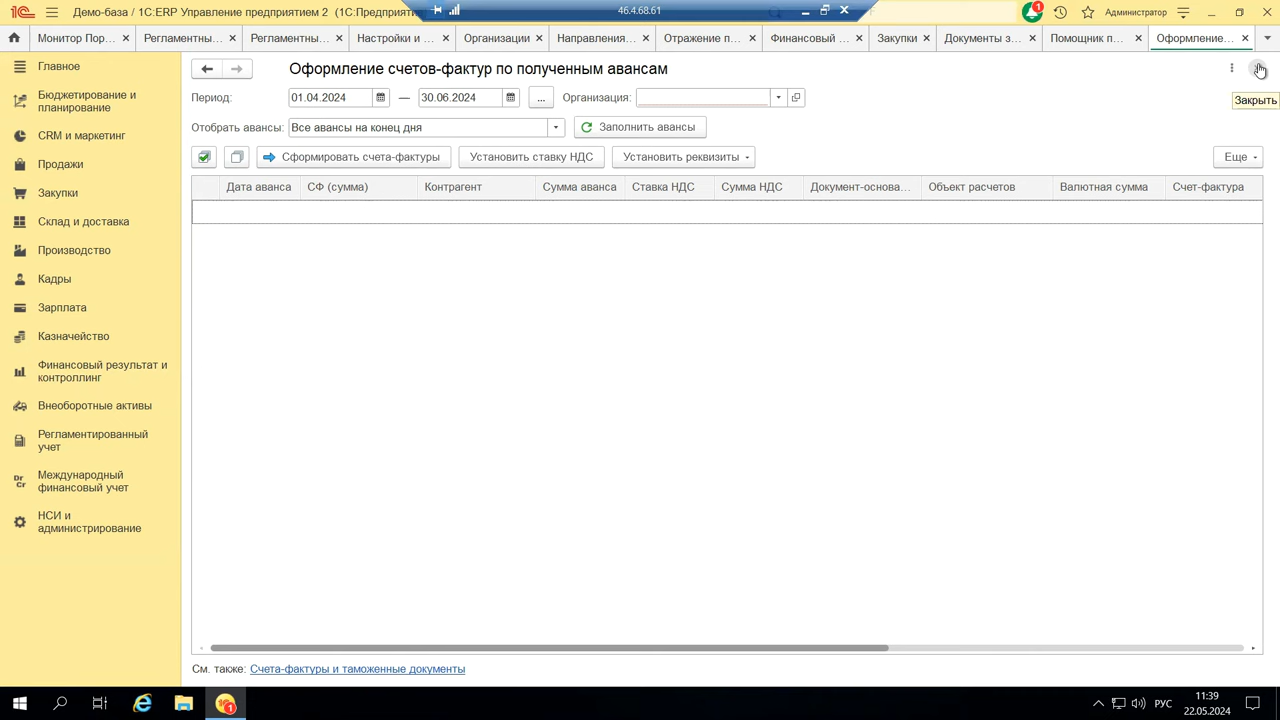 Демо-база / 1С:ERP Управление предприятием 2 (1С:Предприяти
46.4.68.61
1
Администратор
Монитор Пор...
Регламентны...
Регламентны...
Настройки и ...
Организации
Направления...
Отражение п...
Финансовый ...
Закупки
Документы з...
Помощник п...
Оформление...
Главное
Бюджетирование и
планирование
CRM и маркетинг
Продажи
Закупки
Склад и доставка
Производство
Кадры
Зарплата
Казначейство
Финансовый результат и
контроллинг
Внеоборотные активы
Регламентированный
учет
Международный
финансовый учет
НСИ и
администрирование
Оформление счетов-фактур по полученным авансам
Закрыть
Период: 01.04.2024 — 30.06.2024 ... Организация:
Отобрать авансы: Все авансы на конец дня Заполнить авансы
Сформировать счета-фактуры Установить ставку НДС Установить реквизиты Еще
Дата аванса СФ (сумма) Контрагент Сумма аванса Ставка НДС Сумма НДС Документ-основа... Объект расчетов Валютная сумма Счет-фактура
См. также: Счета-фактуры и таможенные документы
1
РУС
11:39
22.05.2024